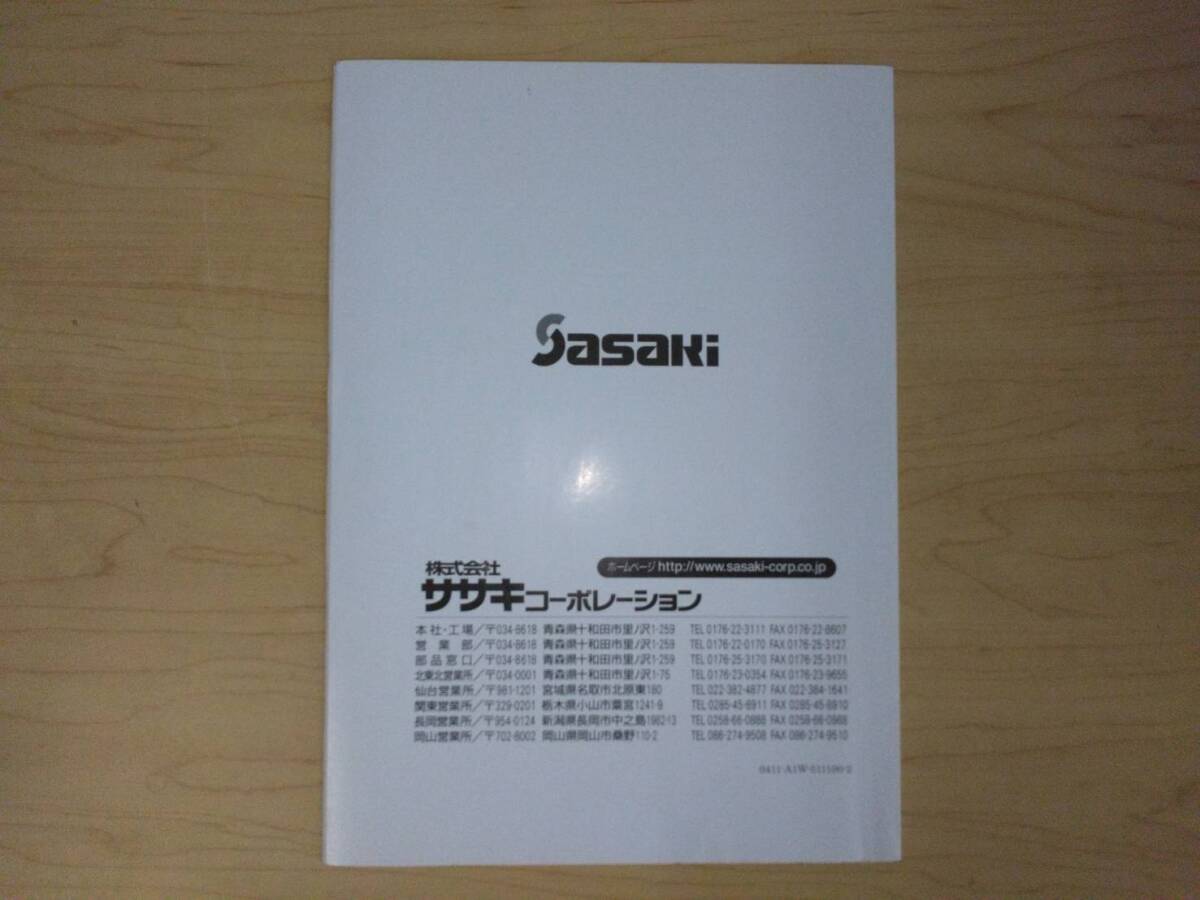 Sasaki
株式会社
ホームページ http://www.sasaki-corp.co.jp
ササキコーポレーション
本社・工場/〒034-8618 青森県十和田市里ノ沢1-259 TEL 0176-22-3111 FAX 0176-22-8607
営業部/〒034-8618 青森県十和田市里ノ沢1-259 TEL 0176-22-0170 FAX 0176-25-3127
部品窓口/〒034-8618 青森県十和田市里ノ沢1-259 TEL 0176-25-3170 FAX 0176-25-3171
北東北営業所/〒034-0001 青森県十和田市里ノ沢1-75 TEL 0176-23-0354 FAX 0176-23-9655
仙台営業所/〒981-1201 宮城県名取市北原東180 TEL 022-382-4877 FAX 022-384-1641
関東営業所/〒329-0201 栃木県小山市粟宮1241-9 TEL 0285-45-8911 FAX 0285-45-8910
長岡営業所/〒954-0124 新潟県長岡市中之島1982-13 TEL 0258-66-0888 FAX 0258-66-0868
岡山営業所/〒702-8002 岡山県岡山市桑野110-2 TEL 086-274-9508 FAX 086-274-9510